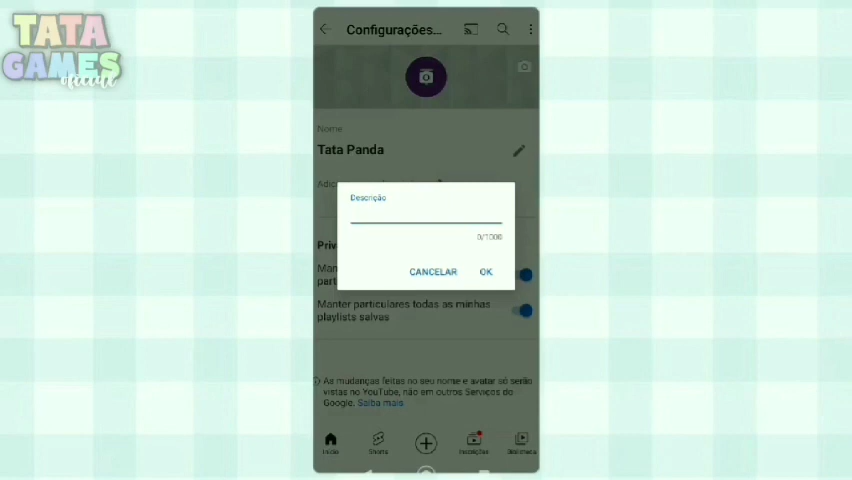 TATA
GAMES
oficial
Configurações...
Nome
Tata Panda
Descrição
0/1000
CANCELAR OK
Manter particulares todas as minhas
playlists salvas
As mudanças feitas no seu nome e avatar só serão
vistas no YouTube, não em outros Serviços do
Google. Saiba mais
Início Shorts Inscrições Biblioteca